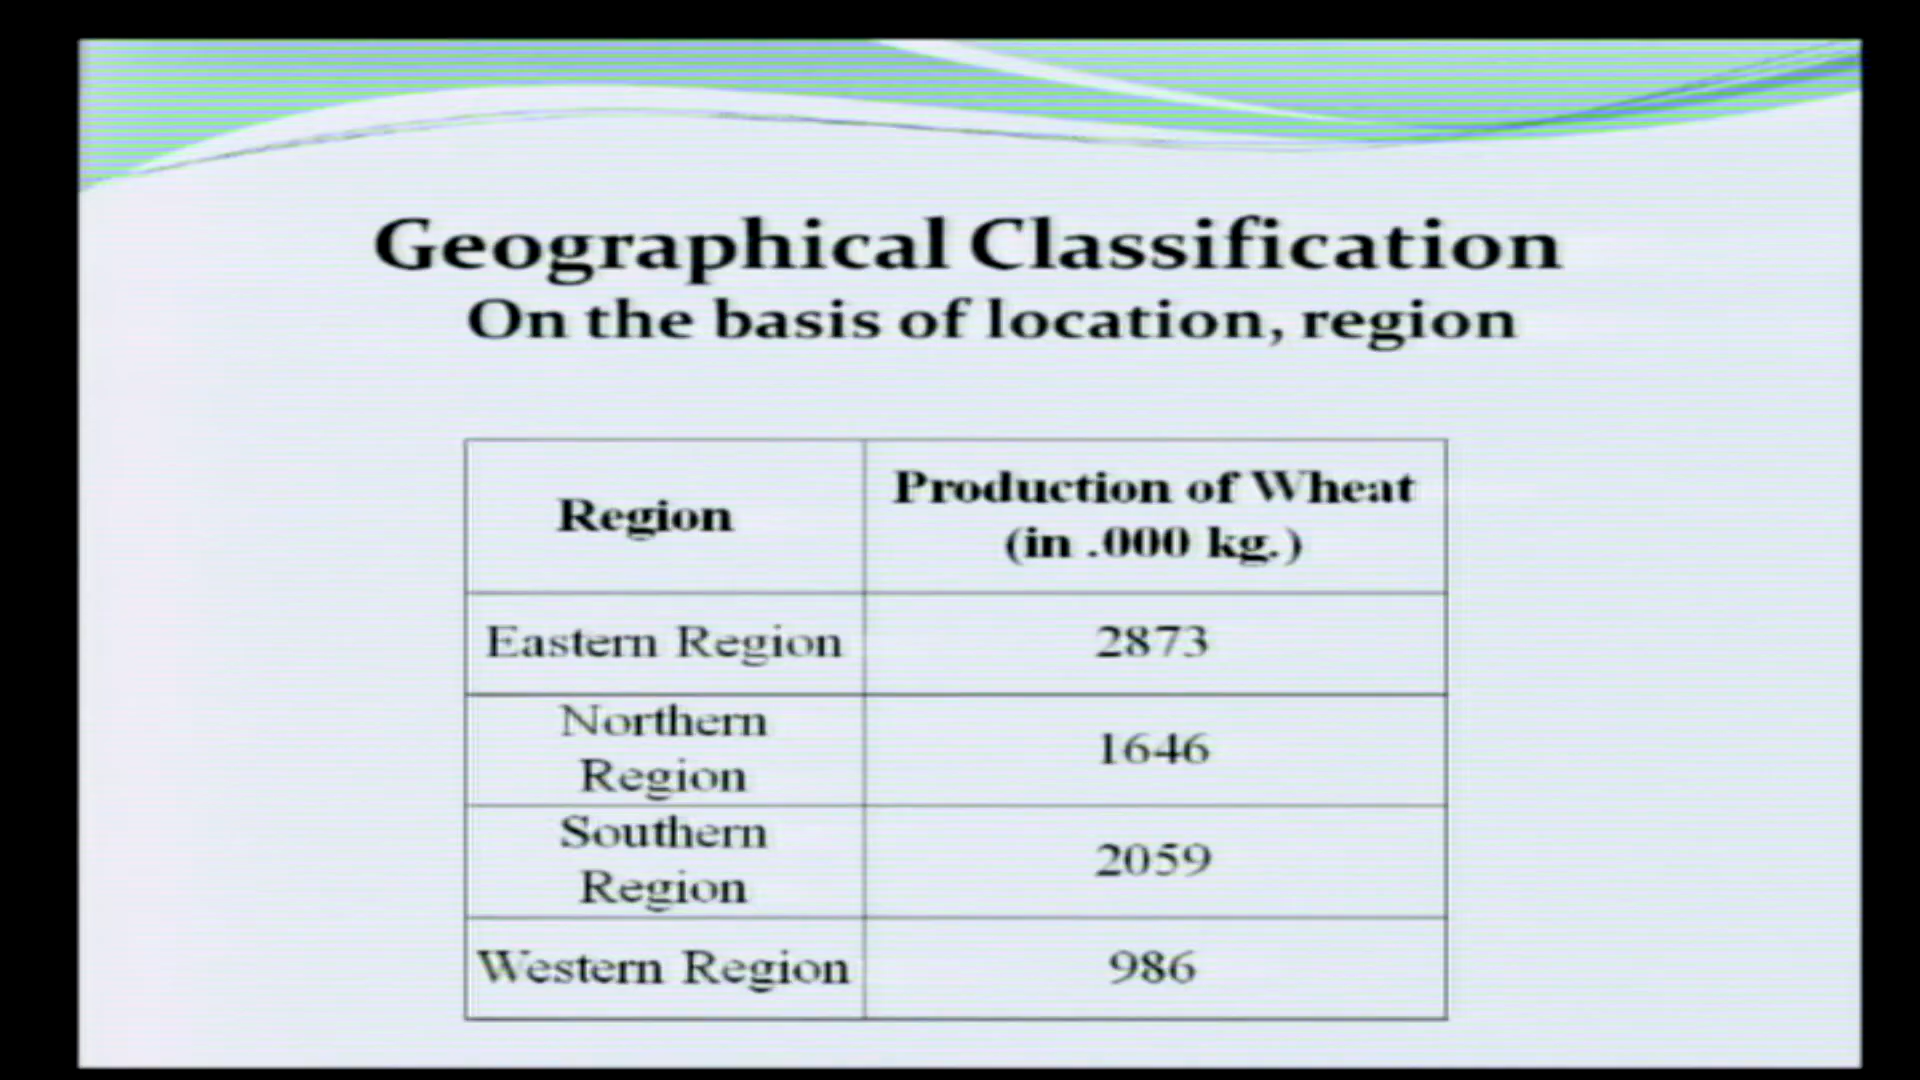 Geographical Classification
On the basis of location, region
Region
Production of Wheat
(in .000 kg.)
Eastern Region
2873
Northern
Region
1646
Southern
Region
2059
Western Region
986